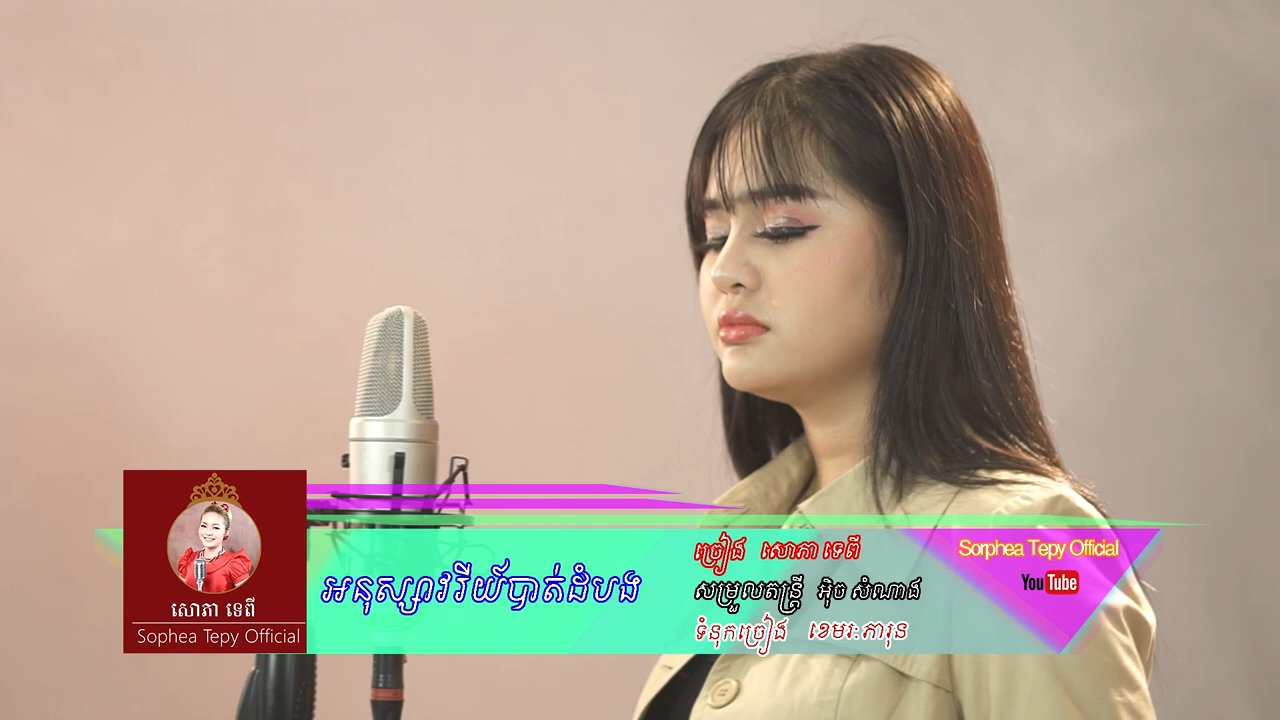 សោភា ទេពី
Sophea Tepy Official
អនុស្សាវរីយ៍បាត់ដំបង
ច្រៀង សោភា ទេពី
សម្រួលតន្ត្រី អ៊ិច សំណាង
ទំនុកច្រៀង ខេមរៈភារុន
Sorphea Tepy Official
YouTube